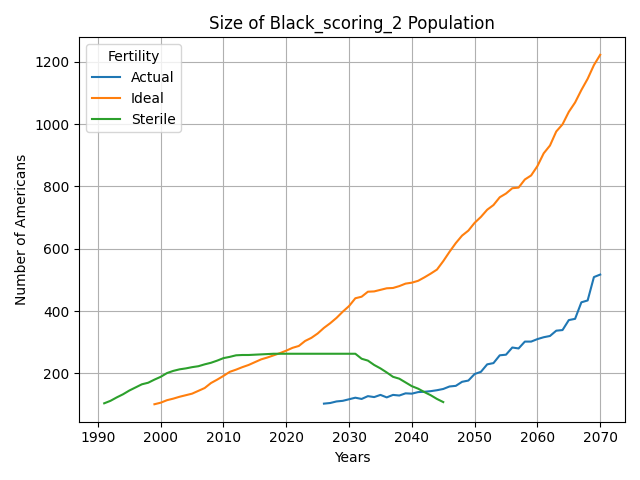 Size of Black_scoring_2 Population
Fertility
Actual
Ideal
Sterile
Number of Americans
1200
1000
800
600
400
200
1990 2000 2010 2020 2030 2040 2050 2060 2070
Years